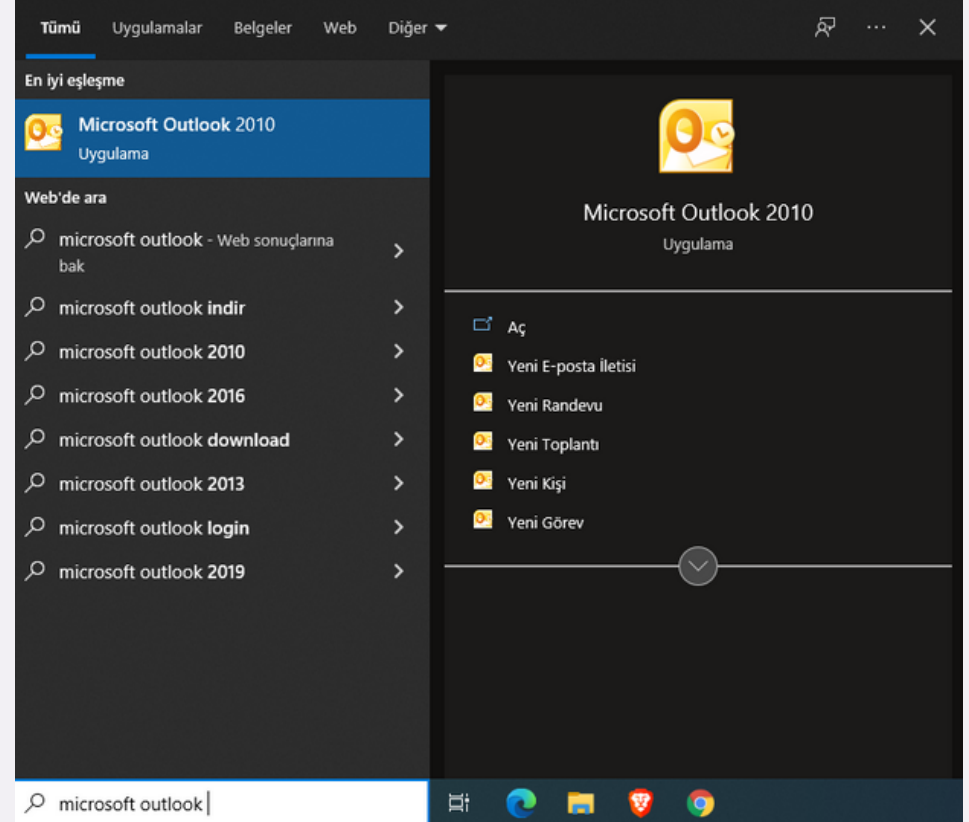 Tümü Uygulamalar Belgeler Web Diğer
En iyi eşleşme
Microsoft Outlook 2010
Uygulama
Web'de ara
microsoft outlook - Web sonuçlarına
bak
microsoft outlook indir
microsoft outlook 2010
microsoft outlook 2016
microsoft outlook download
microsoft outlook 2013
microsoft outlook login
microsoft outlook 2019
Microsoft Outlook 2010
Uygulama
Aç
Yeni E-posta İletisi
Yeni Randevu
Yeni Toplantı
Yeni Kişi
Yeni Görev
microsoft outlook